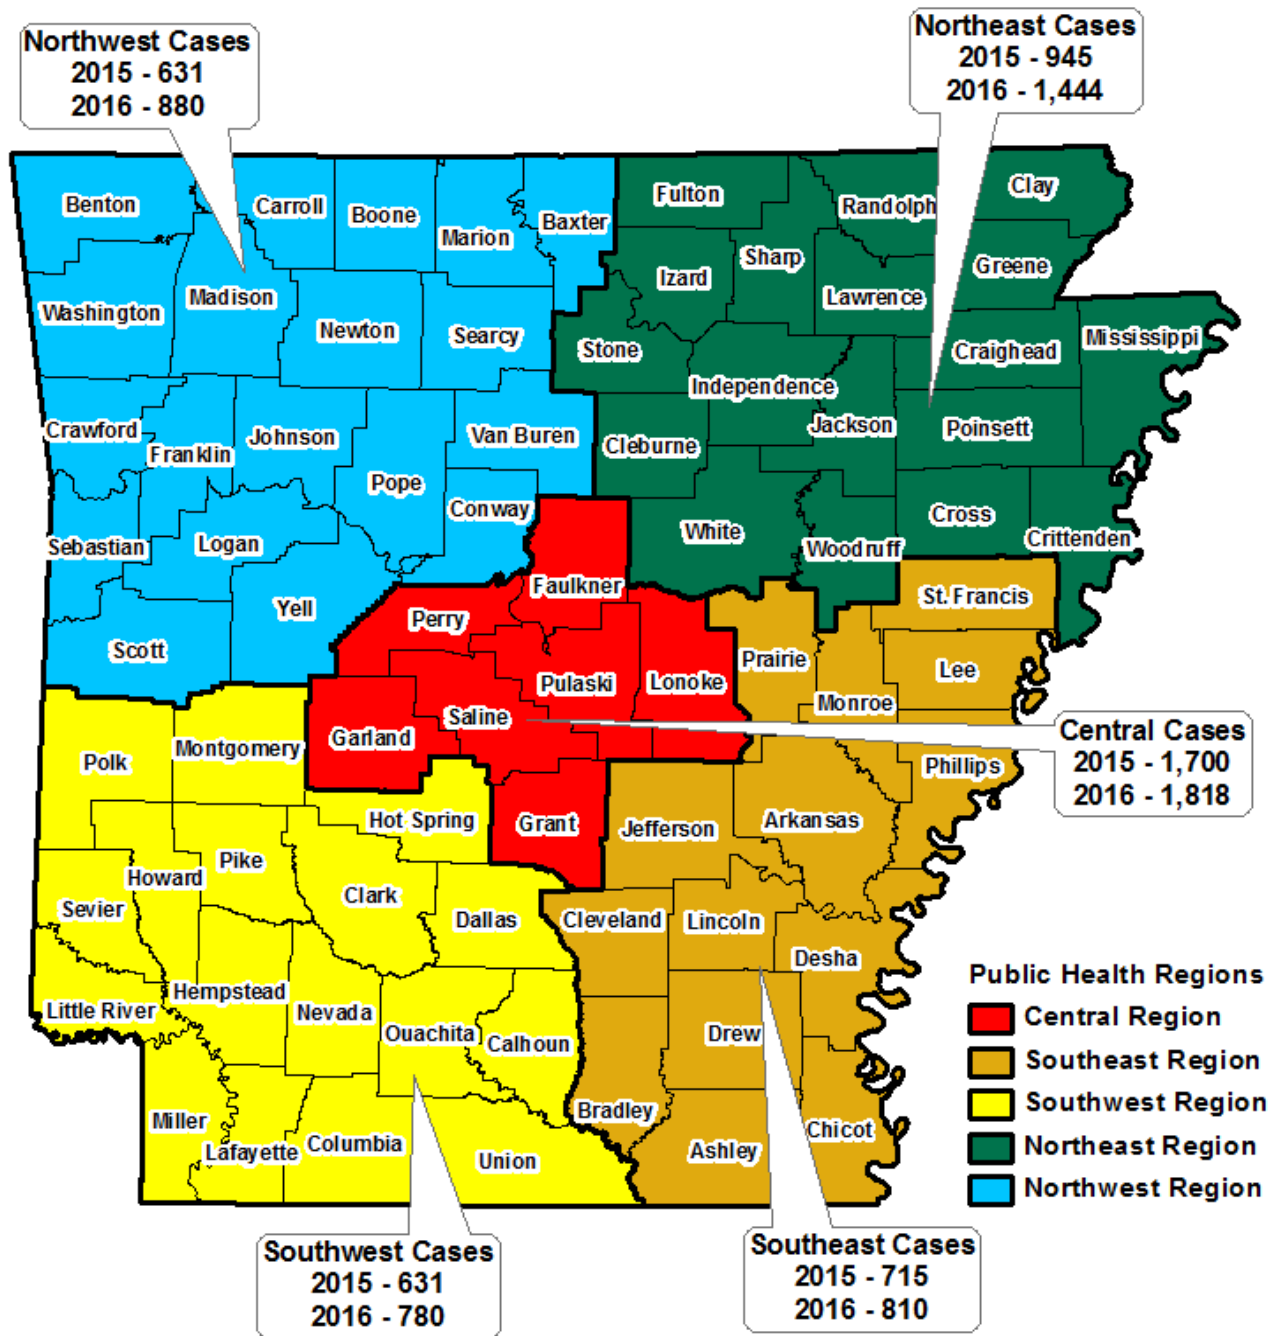 Northwest Cases
2015 - 631
2016 - 880
Northeast Cases
2015 - 945
2016 - 1,444
Benton
Carroll
Boone
Marion
Baxter
Fulton
Randolph
Clay
Washington
Madison
Newton
Searcy
Izard
Sharp
Lawrence
Greene
Stone
Independence
Craighead
Mississippi
Crawford
Franklin
Johnson
Pope
Van Buren
Cleburne
Jackson
Poinsett
Conway
Sebastian
Logan
White
Woodruff
Cross
Crittenden
Scott
Yell
Perry
Faulkner
St. Francis
Prairie
Lee
Garland
Saline
Pulaski
Lonoke
Monroe
Phillips
Central Cases
2015 - 1,700
2016 - 1,818
Polk
Montgomery
Hot Spring
Grant
Jefferson
Arkansas
Howard
Pike
Clark
Sevier
Dallas
Cleveland
Lincoln
Desha
Little River
Hempstead
Nevada
Ouachita
Calhoun
Drew
Miller
Lafayette
Columbia
Union
Bradley
Ashley
Chicot
Public Health Regions
Central Region
Southeast Region
Southwest Region
Northeast Region
Northwest Region
Southwest Cases
2015 - 631
2016 - 780
Southeast Cases
2015 - 715
2016 - 810